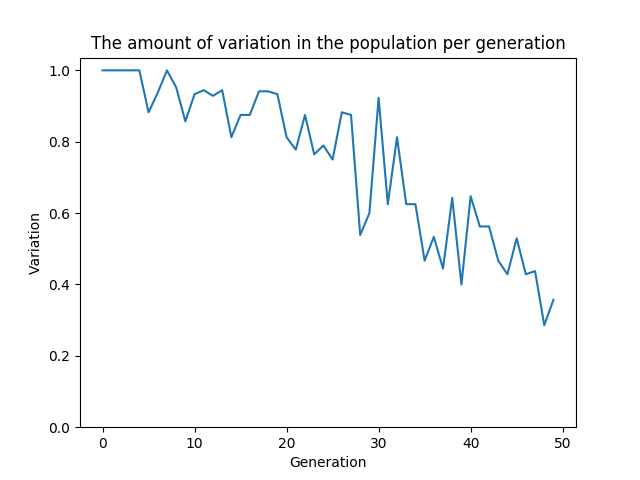 The amount of variation in the population per generation
1.0
0.8
0.6
0.4
0.2
0.0
Variation
0 10 20 30 40 50
Generation